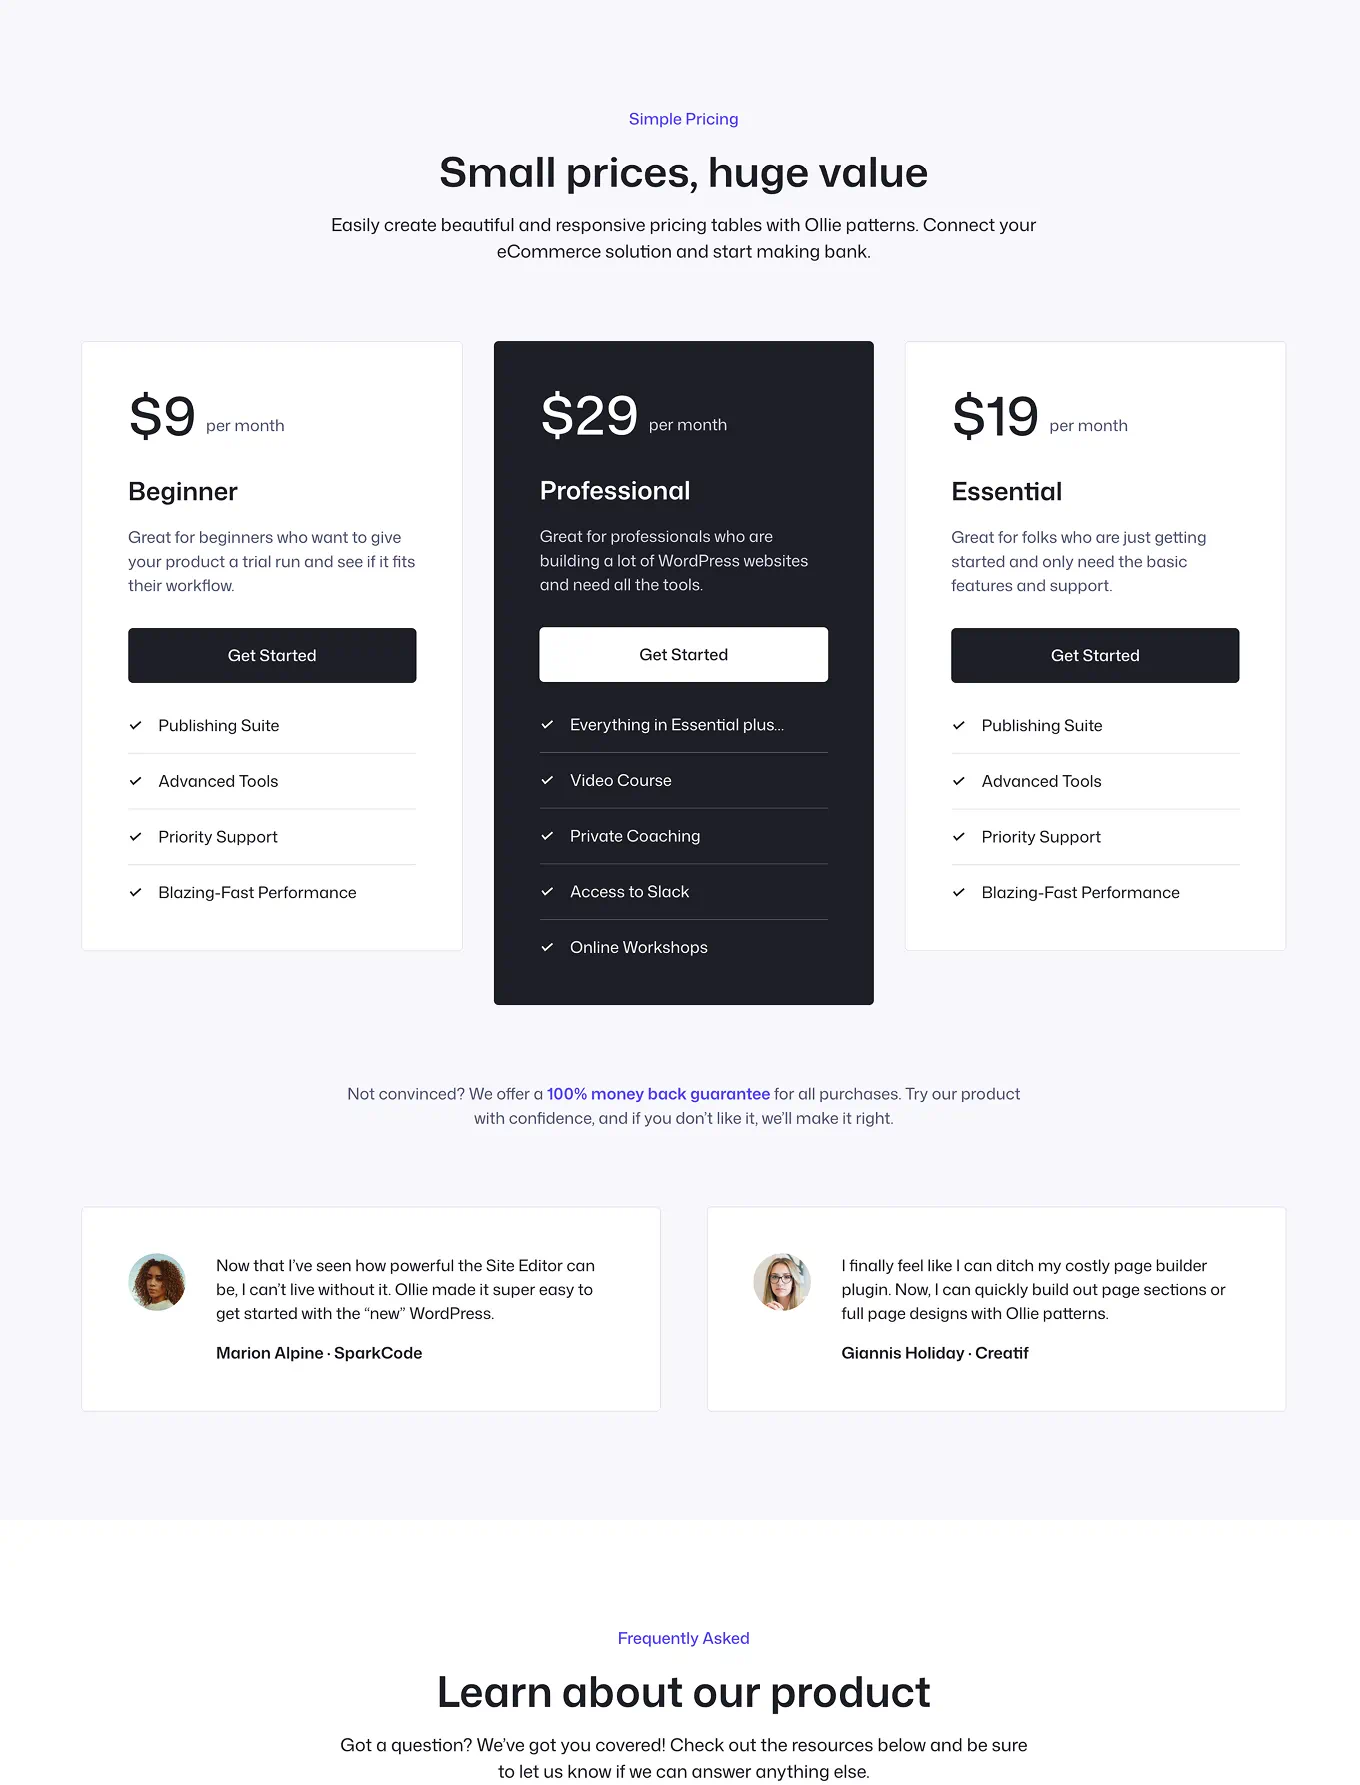 Simple Pricing
Small prices, huge value
Easily create beautiful and responsive pricing tables with Ollie patterns. Connect your
eCommerce solution and start making bank.
$9 per month
Beginner
Great for beginners who want to give
your product a trial run and see if it fits
their workflow.
Get Started
Publishing Suite
Advanced Tools
Priority Support
Blazing-Fast Performance
$29 per month
Professional
Great for professionals who are
building a lot of WordPress websites
and need all the tools.
Get Started
Everything in Essential plus...
Video Course
Private Coaching
Access to Slack
Online Workshops
$19 per month
Essential
Great for folks who are just getting
started and only need the basic
features and support.
Get Started
Publishing Suite
Advanced Tools
Priority Support
Blazing-Fast Performance
Not convinced? We offer a 100% money back guarantee for all purchases. Try our product
with confidence, and if you don’t like it, we’ll make it right.
Now that I’ve seen how powerful the Site Editor can
be, I can’t live without it. Ollie made it super easy to
get started with the “new” WordPress.
Marion Alpine · SparkCode
I finally feel like I can ditch my costly page builder
plugin. Now, I can quickly build out page sections or
full page designs with Ollie patterns.
Giannis Holiday · Creatif
Frequently Asked
Learn about our product
Got a question? We’ve got you covered! Check out the resources below and be sure
to let us know if we can answer anything else.